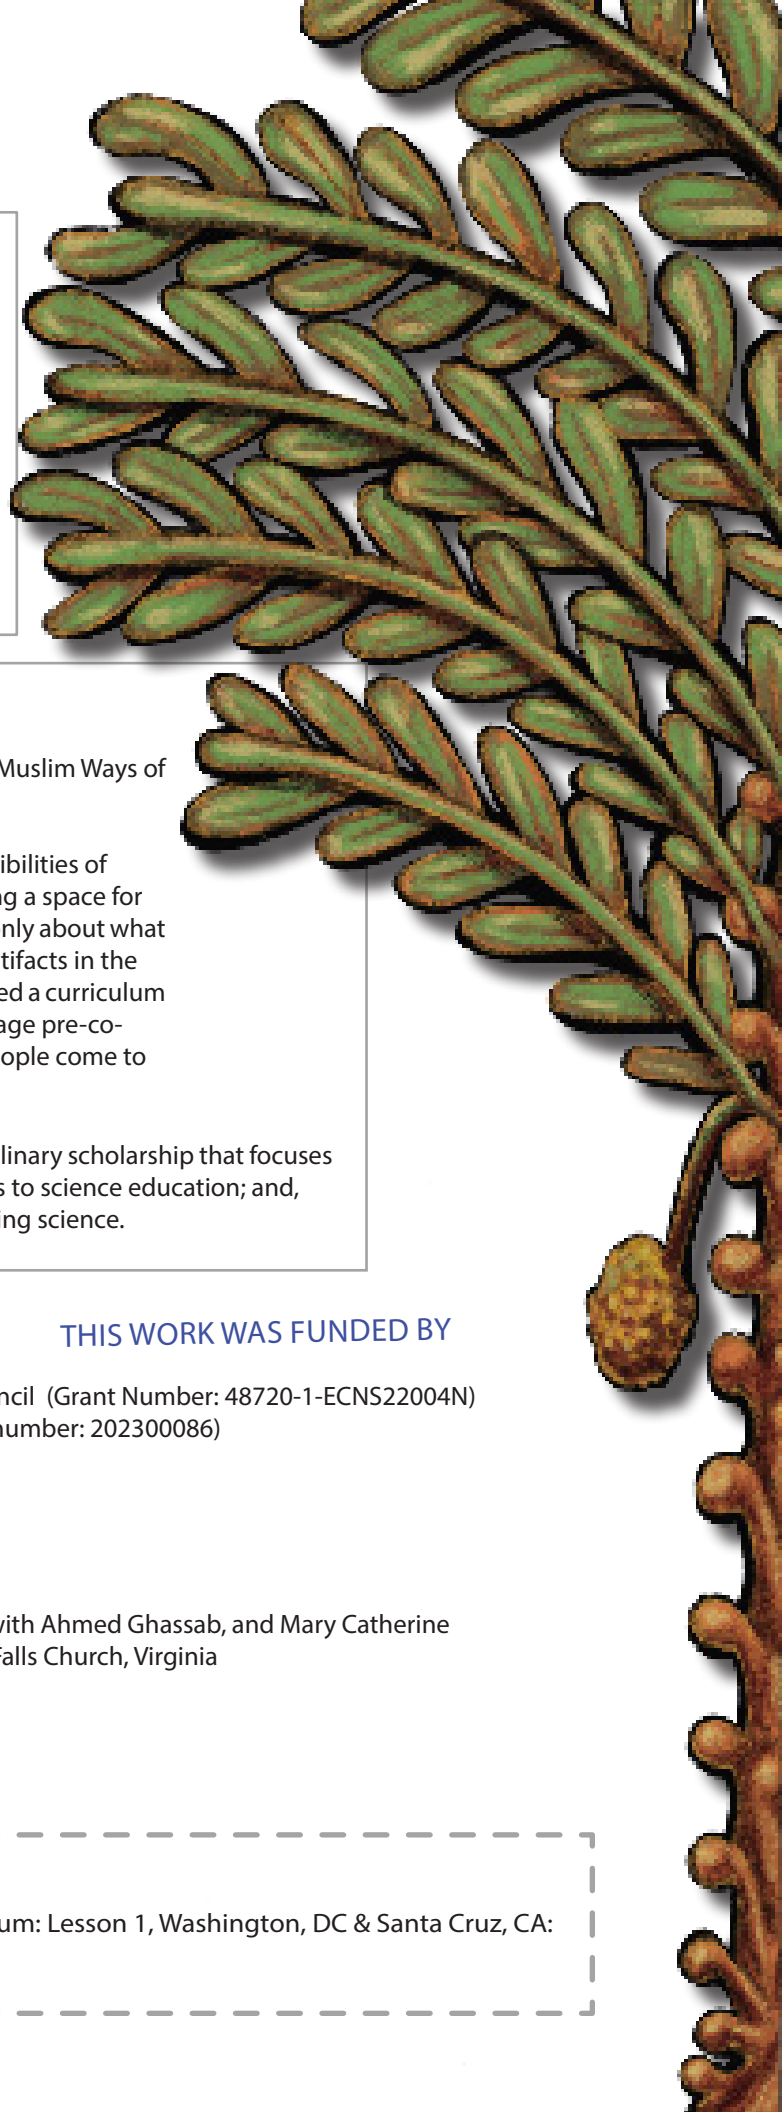 Muslim Ways of
ibilities of
ng a space for
only about what
tifacts in the
ed a curriculum
age pre-co-
ople come to
linary scholarship that focuses
s to science education; and,
ing science.
THIS WORK WAS FUNDED BY
ncil (Grant Number: 48720-1-ECNS22004N)
number: 202300086)
with Ahmed Ghassab, and Mary Catherine
Falls Church, Virginia
um: Lesson 1, Washington, DC & Santa Cruz, CA: